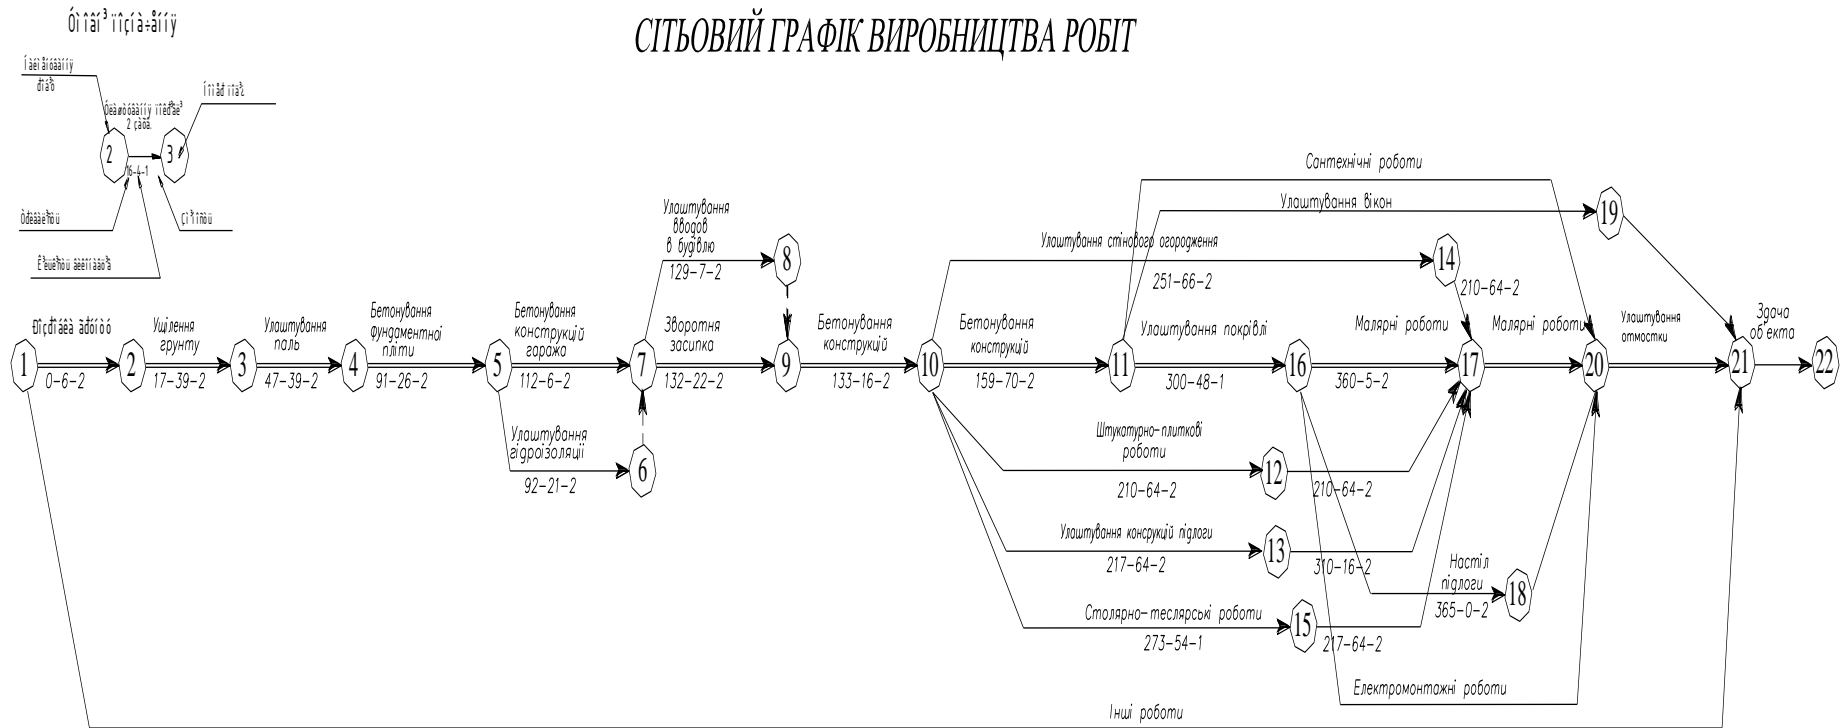 СІТЬОВИЙ ГРАФІК ВИРОБНИЦТВА РОБІТ
2
3
16-4-1
Сантехнічні роботи
Улаштування вікон
19
Улаштування
вводов
в будівлю
129-7-2
8
Улаштування стінового огородження
251-66-2
14
210-64-2
Ущілення
грунту
Улаштування
паль
Бетонування
фундаментної
пліти
Бетонування
конструкцій
гаража
Зворотня
засипка
Бетонування
конструкцій
Бетонування
конструкцій
Улаштування покрівлі
Малярні роботи
Малярні роботи
Улаштування
отмостки
Здача
об'єкта
1
0-6-2
2
17-39-2
3
47-39-2
4
91-26-2
5
112-6-2
7
132-22-2
9
133-16-2
10
159-70-2
11
300-48-1
16
360-5-2
17
20
21
22
Улаштування
гідроізоляції
92-21-2
6
Штукатурно-плиткові
роботи
210-64-2
12
210-64-2
Улаштування консрукцій підлоги
217-64-2
13
310-16-2
Настіл
підлоги
365-0-2
18
Столярно-теслярські роботи
273-54-1
15
217-64-2
Електромонтажні роботи
Інші роботи